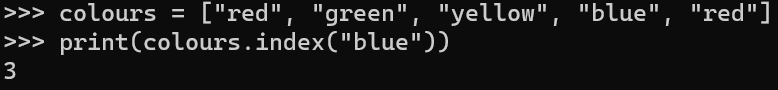 >>> colours = ["red", "green", "yellow", "blue", "red"]
>>> print(colours.index("blue"))
3